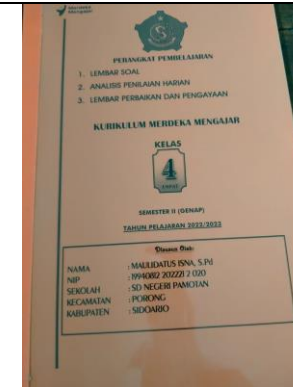 PERANGKAT PEMBELAJARAN
1. LEMBAR SOAL
2. ANALISIS PENILAIAN HARIAN
3. LEMBAR PERBAIKAN DAN PENGAYAAN
KURIKULUM MERDEKA MENGAJAR
KELAS
4
EMPAT
SEMESTER II (GENAP)
TAHUN PELAJARAN 2022/2023
Disusun Oleh:
NAMA : MAULIDATUS ISNA, S.Pd
NIP : 19940812 202221 2 020
SEKOLAH : SD NEGERI PAMOTAN
KECAMATAN : PORONG
KABUPATEN : SIDOARJO